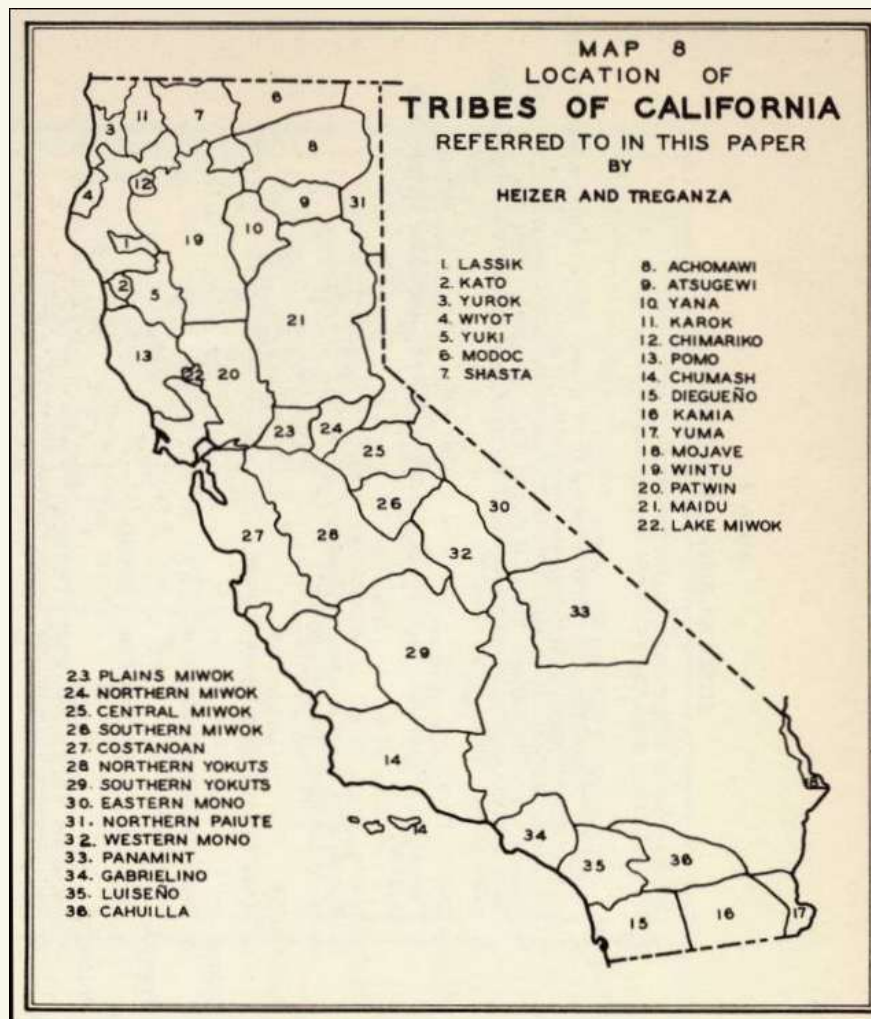 MAP 8
LOCATION OF
TRIBES OF CALIFORNIA
REFERRED TO IN THIS PAPER
BY
HEIZER AND TREGANZA
1. LASSIK
2. KATO
3. YUROK
4. WIYOT
5. YUKI
6. MODOC
7. SHASTA
8. ACHOMAWI
9. ATSUGEWI
10. YANA
11. KAROK
12. CHIMARIKO
13. POMO
14. CHUMASH
15. DIEGUEÑO
16. KAMIA
17. YUMA
18. MOJAVE
19. WINTU
20. PATWIN
21. MAIDU
22. LAKE MIWOK
23. PLAINS MIWOK
24. NORTHERN MIWOK
25. CENTRAL MIWOK
26. SOUTHERN MIWOK
27. COSTANOAN
28. NORTHERN YOKUTS
29. SOUTHERN YOKUTS
30. EASTERN MONO
31. NORTHERN PAIUTE
32. WESTERN MONO
33. PANAMINT
34. GABRIELINO
35. LUISEÑO
36. CAHUILLA
3
11
7
6
8
12
4
9
31
10
1
19
2
5
21
13
22
20
23
24
25
26
30
27
28
32
33
29
14
18
14
34
35
36
15
16
17